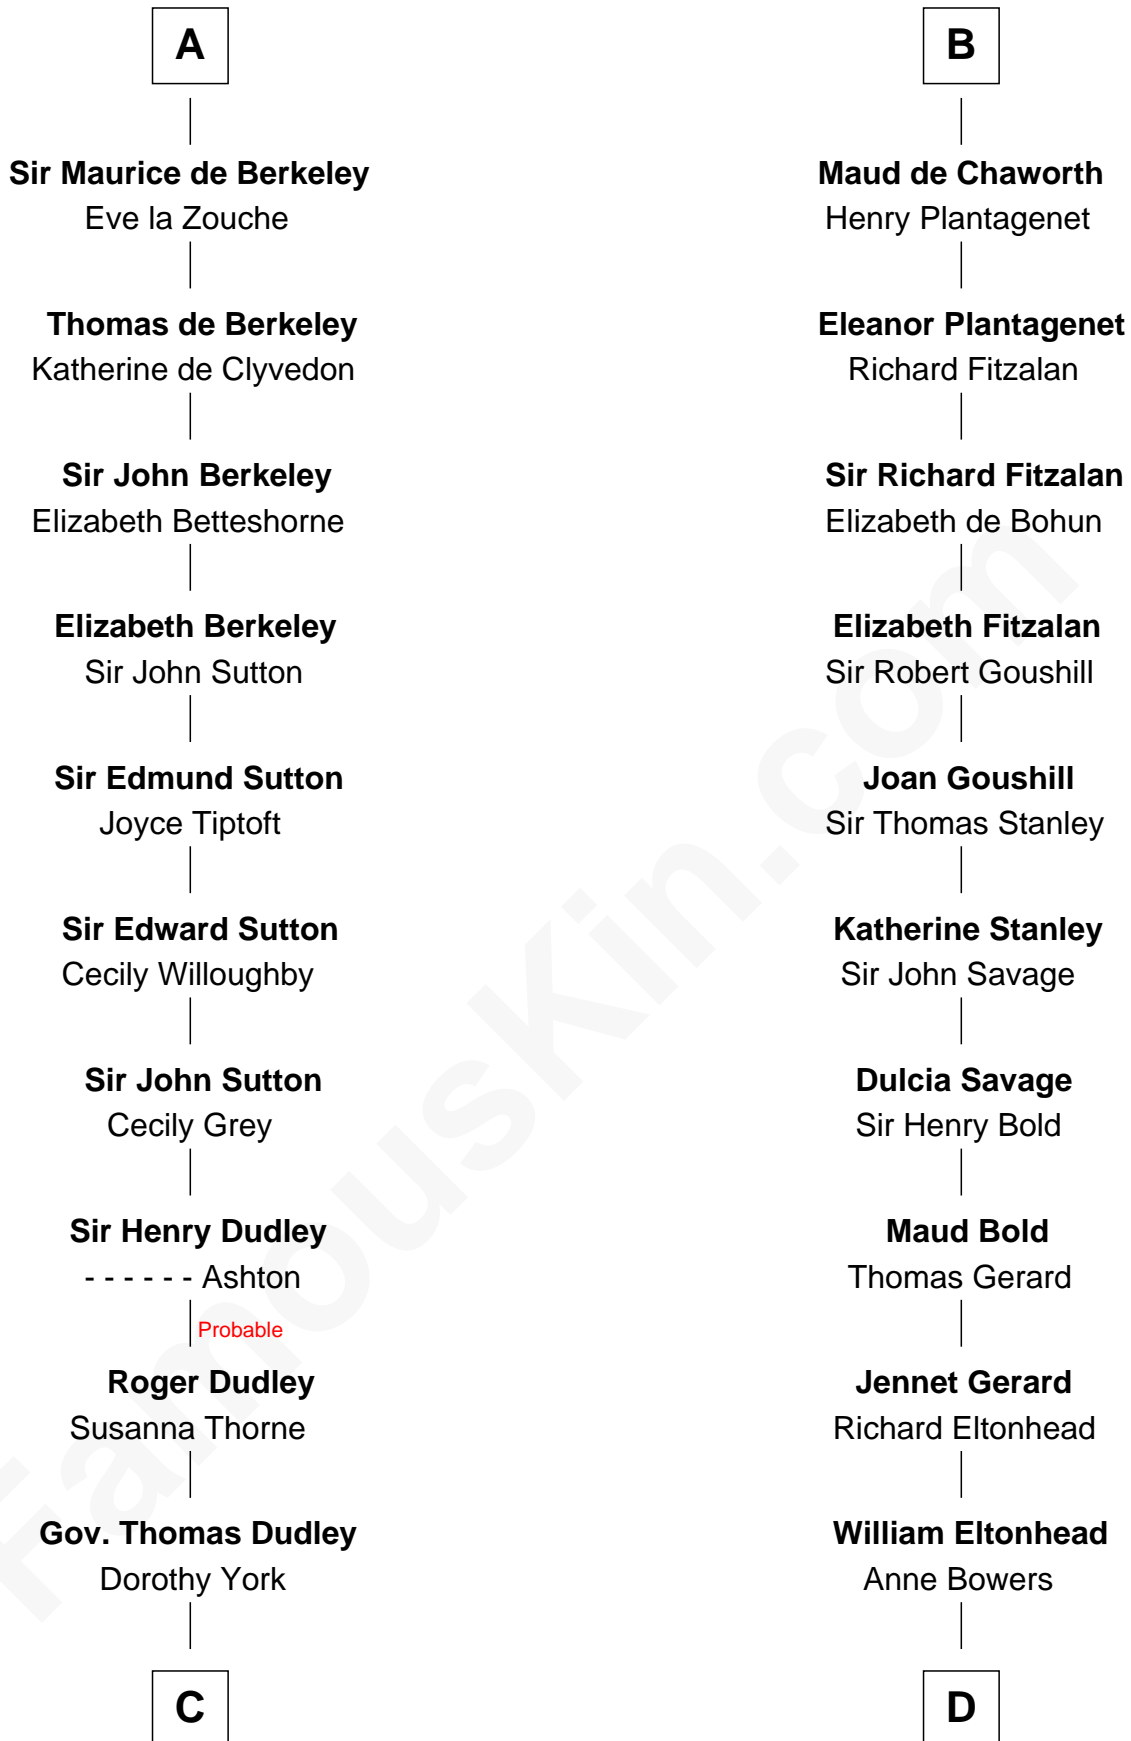 A
Sir Maurice de Berkeley
Eve la Zouche
Thomas de Berkeley
Katherine de Clyvedon
Sir John Berkeley
Elizabeth Betteshorne
Elizabeth Berkeley
Sir John Sutton
Sir Edmund Sutton
Joyce Tiptoft
Sir Edward Sutton
Cecily Willoughby
Sir John Sutton
Cecily Grey
Sir Henry Dudley
- - - - - - Ashton
Probable
Roger Dudley
Susanna Thorne
Gov. Thomas Dudley
Dorothy York
C
B
Maud de Chaworth
Henry Plantagenet
Eleanor Plantagenet
Richard Fitzalan
Sir Richard Fitzalan
Elizabeth de Bohun
Elizabeth Fitzalan
Sir Robert Goushill
Joan Goushill
Sir Thomas Stanley
Katherine Stanley
Sir John Savage
Dulcia Savage
Sir Henry Bold
Maud Bold
Thomas Gerard
Jennet Gerard
Richard Eltonhead
William Eltonhead
Anne Bowers
D
FamousKin.com